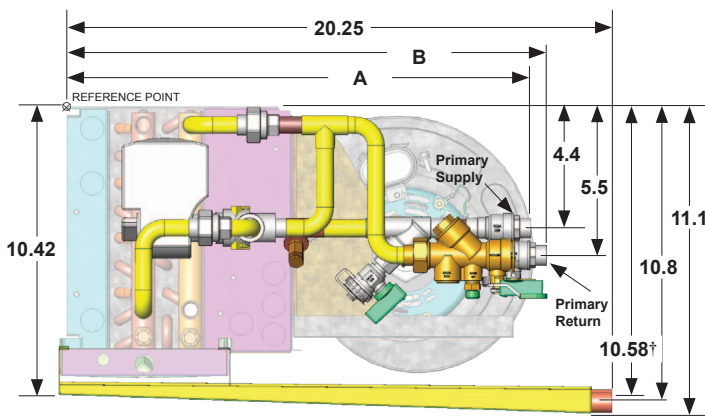 20.25
B
A
REFERENCE POINT
4.4
5.5
Primary
Supply
10.42
11.1
10.8
Primary
Return
10.58†